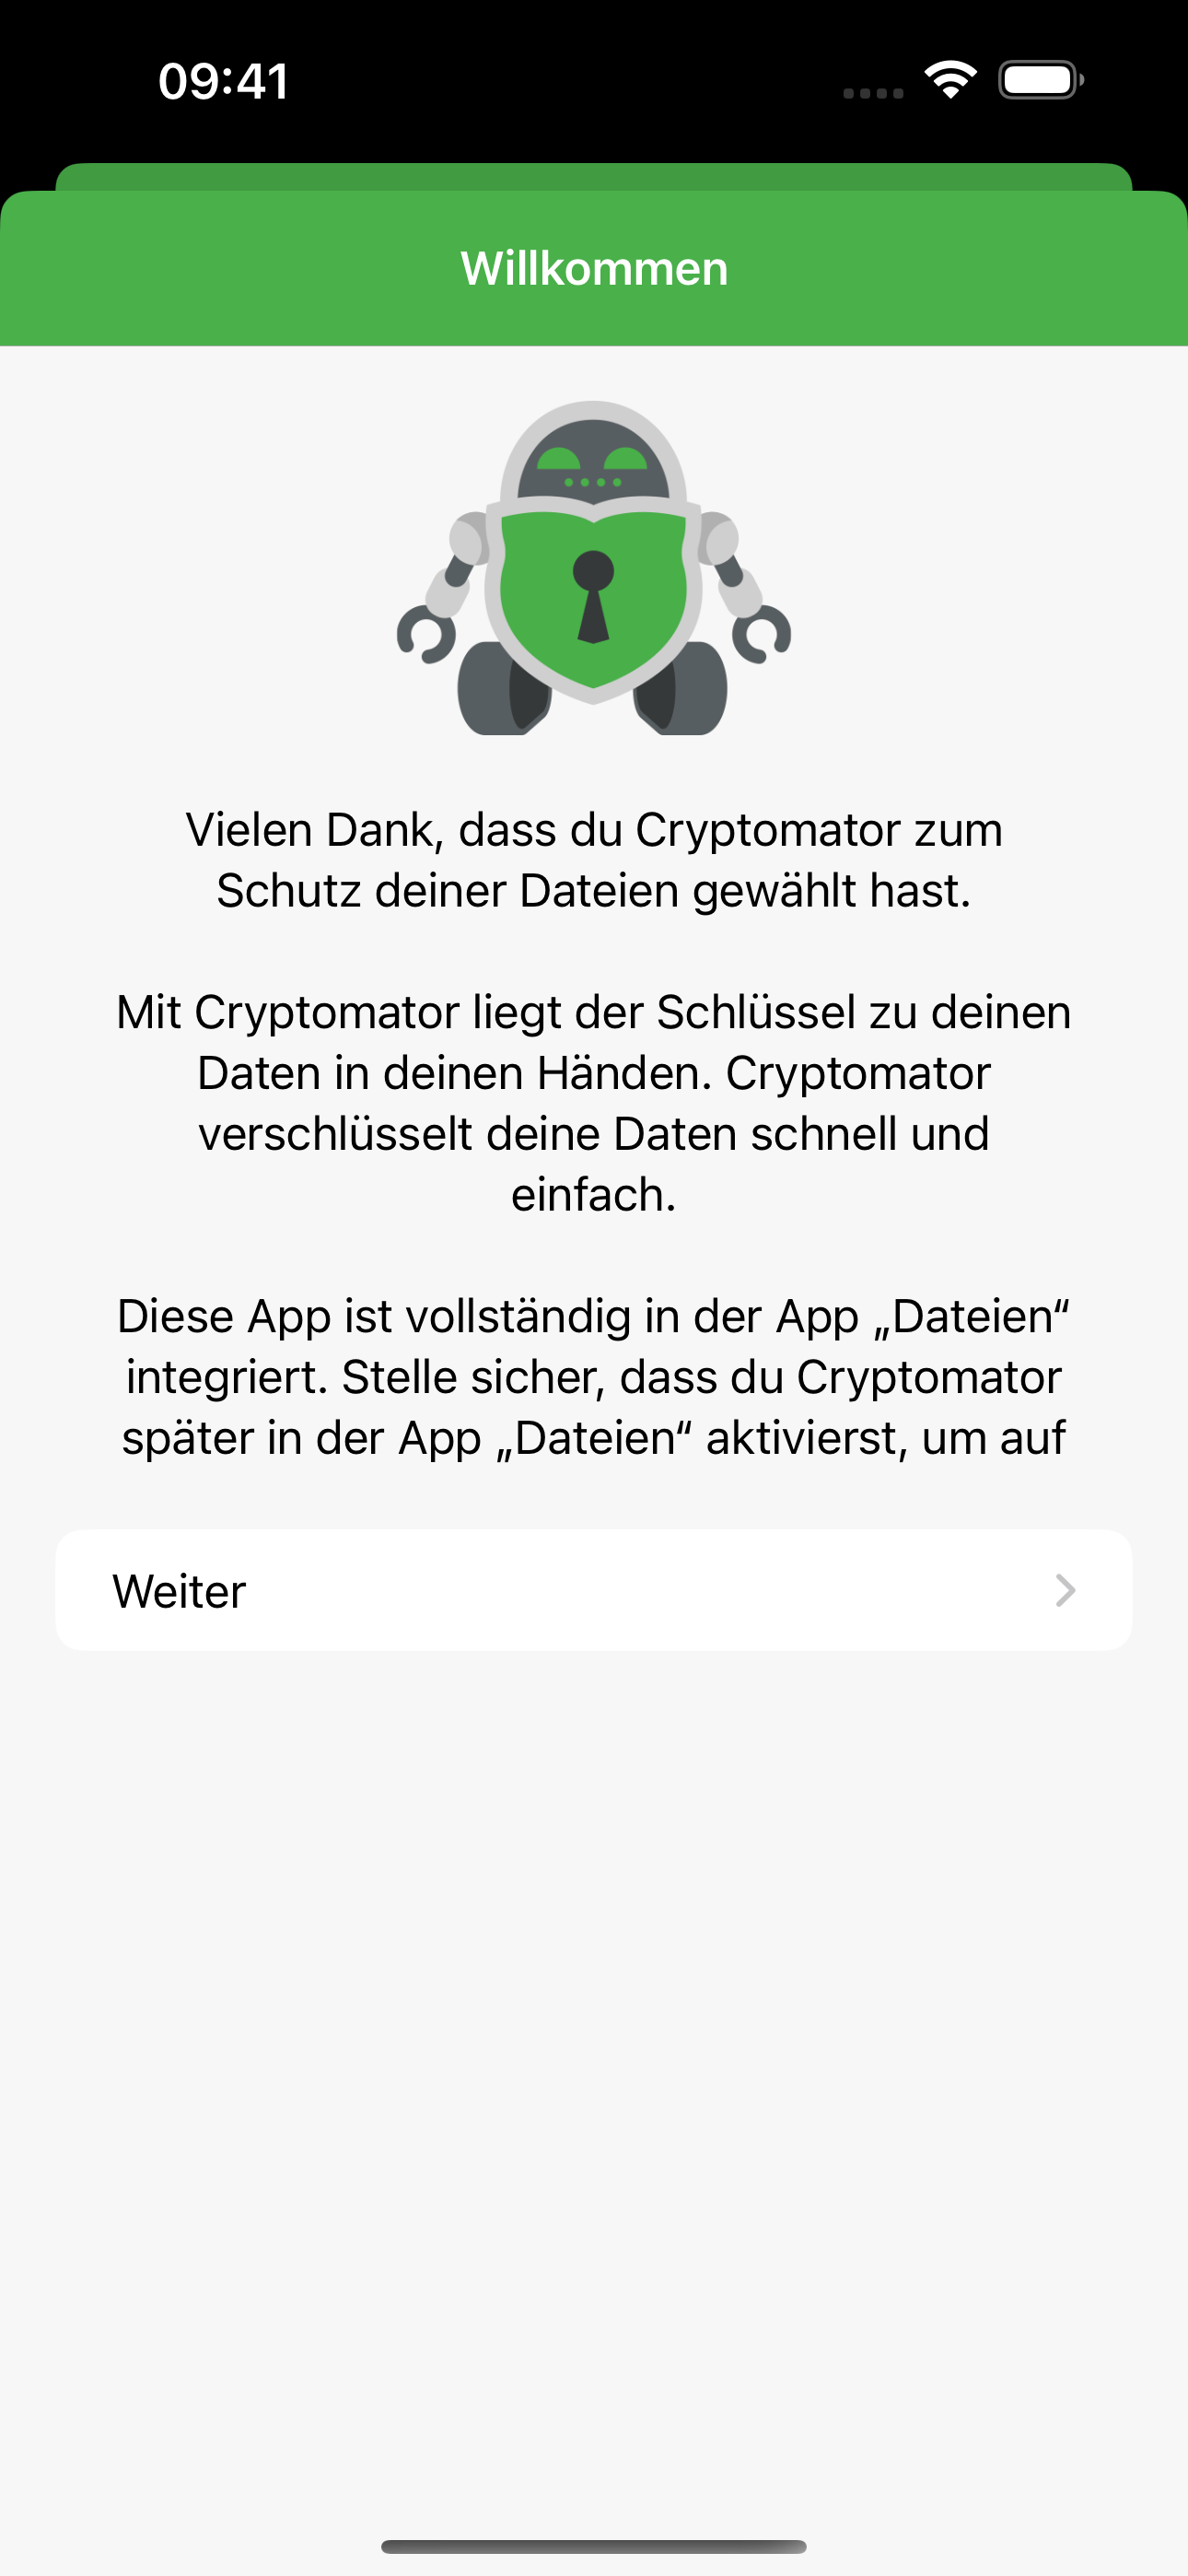 09:41
Willkommen
Vielen Dank, dass du Cryptomator zum
Schutz deiner Dateien gewählt hast.
Mit Cryptomator liegt der Schlüssel zu deinen
Daten in deinen Händen. Cryptomator
verschlüsselt deine Daten schnell und
einfach.
Diese App ist vollständig in der App „Dateien“
integriert. Stelle sicher, dass du Cryptomator
später in der App „Dateien“ aktivierst, um auf
Weiter